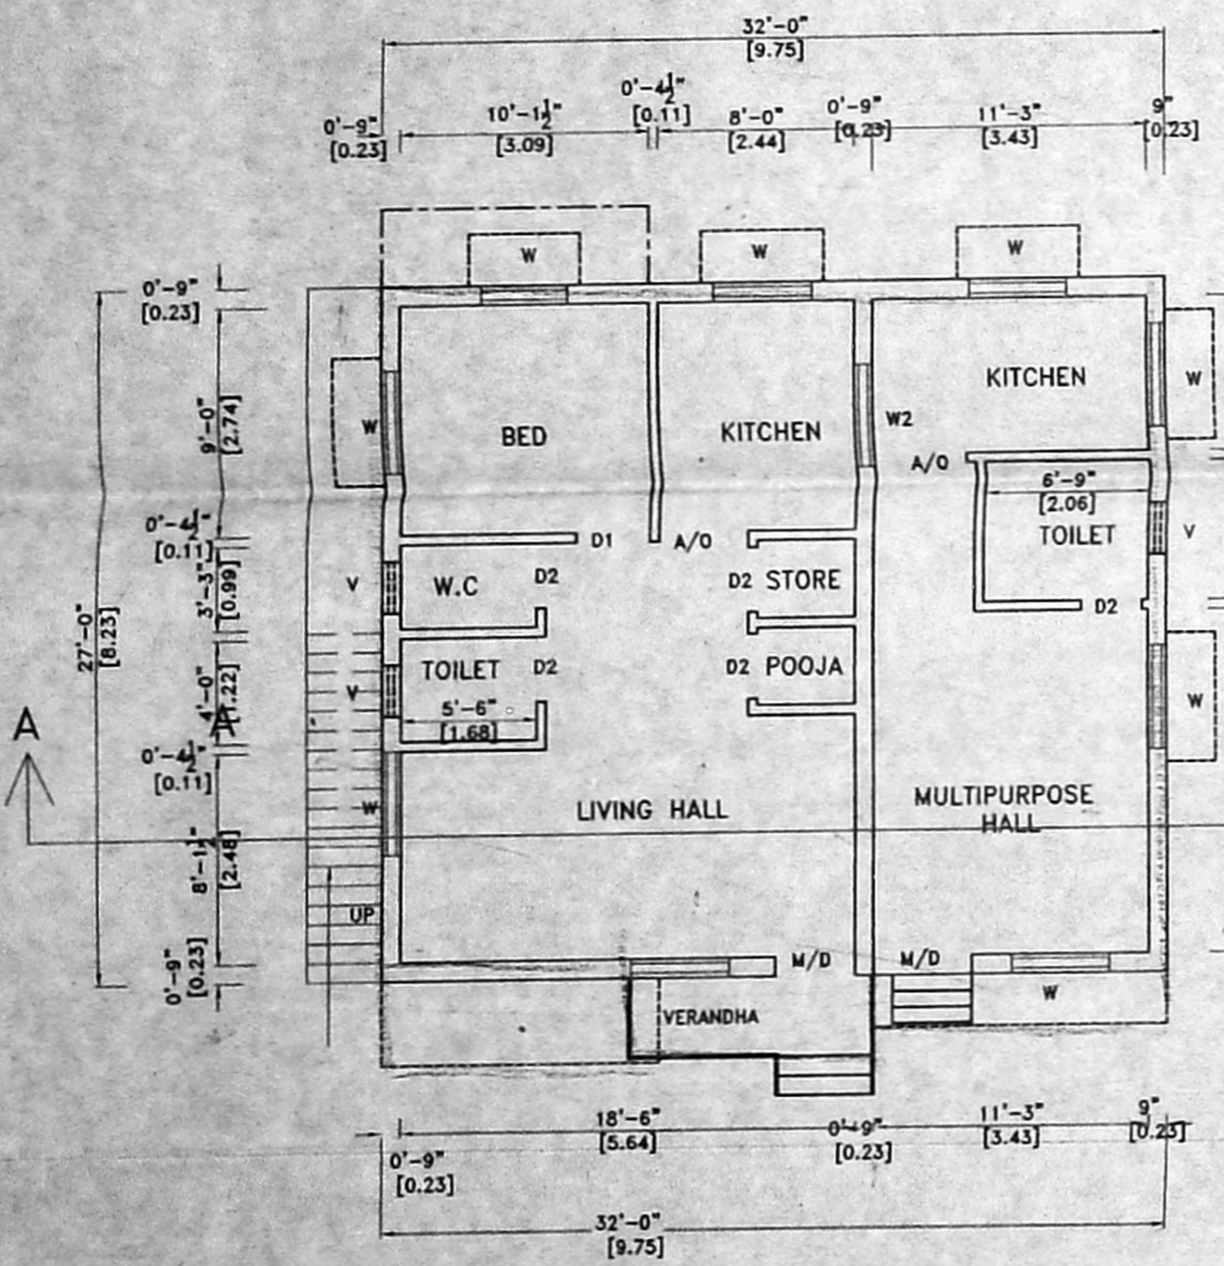 32'-0"
[9.75]
0'-9"
[0.23]
10'-1½"
[3.09]
0'-4½"
[0.11]
8'-0"
[2.44]
0'-9"
[0.23]
11'-3"
[3.43]
9"
[0.23]
W
W
W
0'-9"
[0.23]
9'-0"
[2.74]
W
BED
KITCHEN
W2
KITCHEN
W
A/O
6'-9"
[2.06]
TOILET
V
0'-4½"
[0.11]
D1
A/O
3'-3"
[0.99]
V
W.C
D2
D2
STORE
D2
27'-0"
[8.23]
TOILET
D2
D2
POOJA
V
4'-0"
[1.22]
5'-6"
[1.68]
W
A
A
0'-4½"
[0.11]
W
LIVING HALL
MULTIPURPOSE
HALL
8'-1½"
[2.48]
UP
0'-9"
[0.23]
M/D
M/D
W
VERANDHA
18'-6"
[5.64]
0'-9"
[0.23]
11'-3"
[3.43]
9"
[0.23]
0'-9"
[0.23]
32'-0"
[9.75]